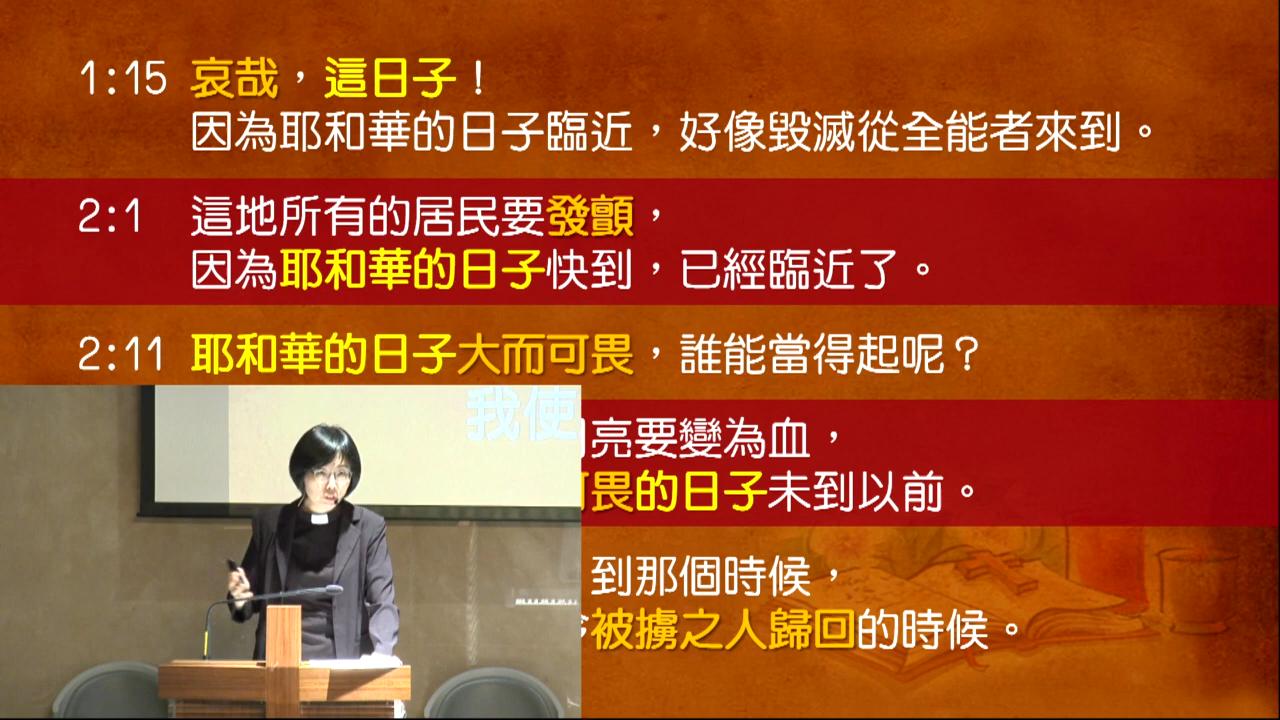 1:15 哀哉，這日子！
因為耶和華的日子臨近，好像毀滅從全能者來到。
2:1 這地所有的居民要發顫，
因為耶和華的日子快到，已經臨近了。
2:11 耶和華的日子大而可畏，誰能當得起呢？
我使
亮要變為血，
畏的日子未到以前。
到那個時候，
被擄之人歸回的時候。